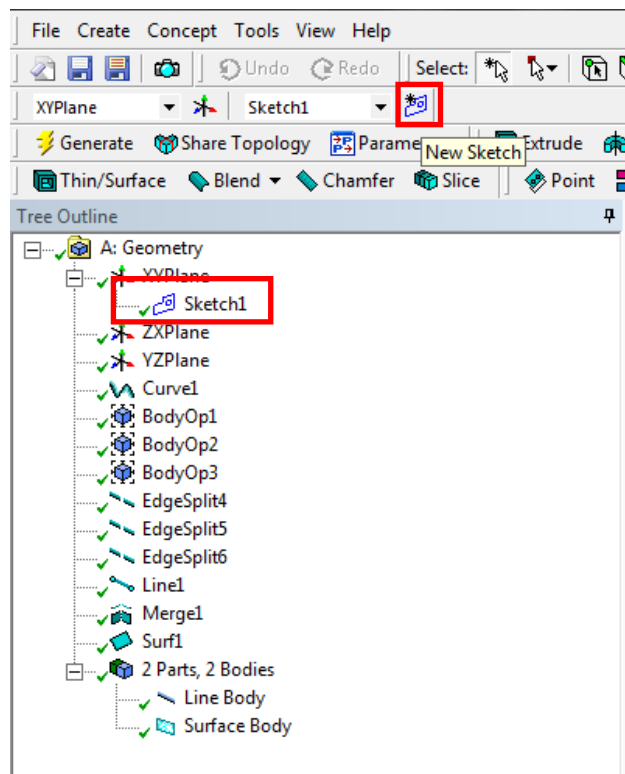 File Create Concept Tools View Help
Undo Redo Select:
XYPlane Sketch1
Generate Share Topology Parame Extrude
New Sketch
Thin/Surface Blend Chamfer Slice Point
Tree Outline
A: Geometry
XYPlane
Sketch1
ZXPlane
YZPlane
Curve1
BodyOp1
BodyOp2
BodyOp3
EdgeSplit4
EdgeSplit5
EdgeSplit6
Line1
Merge1
Surf1
2 Parts, 2 Bodies
Line Body
Surface Body